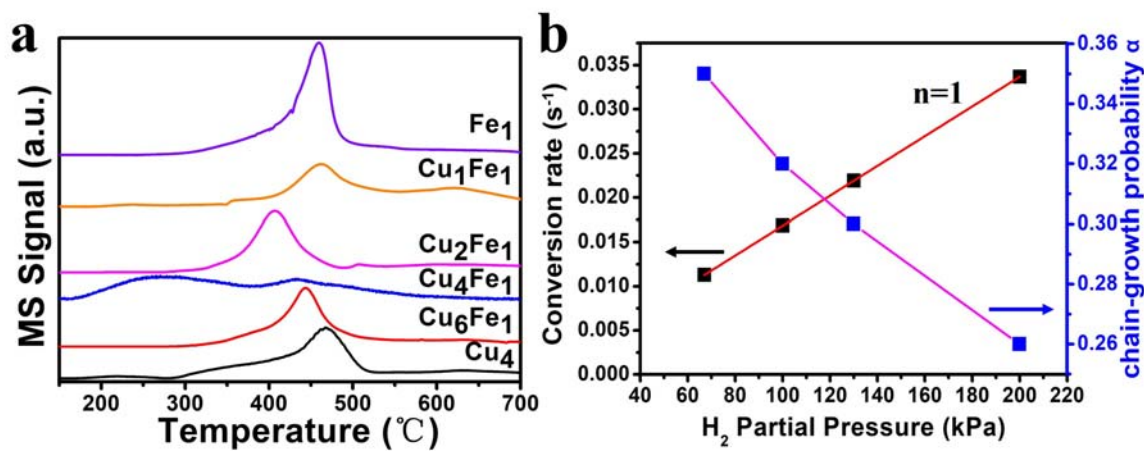 a
MS Signal (a.u.)
Fe1
Cu1Fe1
Cu2Fe1
Cu4Fe1
Cu6Fe1
Cu4
200 300 400 500 600 700
Temperature (℃)
b
Conversion rate (s⁻¹)
0.035
0.030
0.025
0.020
0.015
0.010
0.005
0.000
n=1
0.36
0.34
0.32
0.30
0.28
0.26
chain-growth probability α
40 60 80 100 120 140 160 180 200 220
H2 Partial Pressure (kPa)